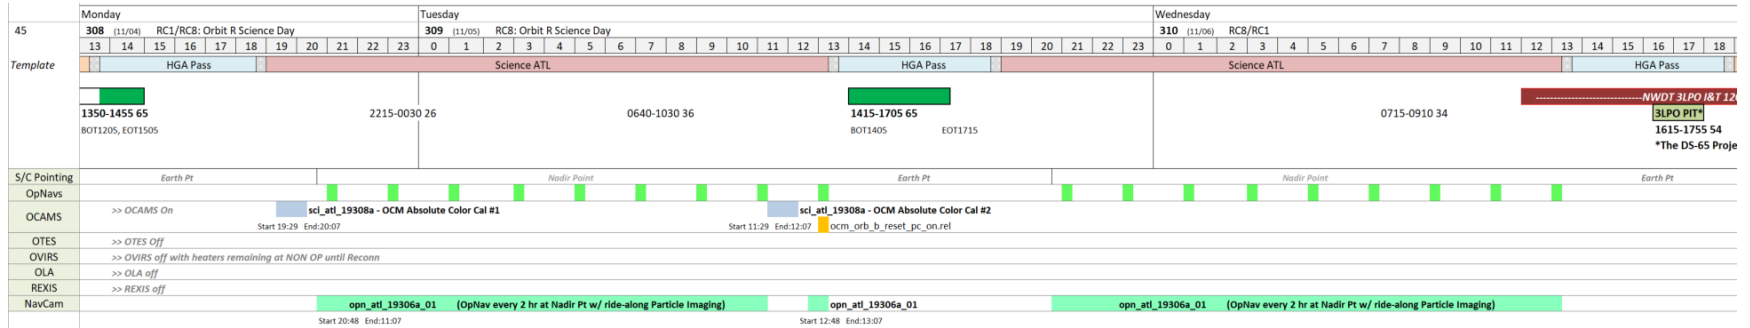 Monday Tuesday Wednesday
45 308 (11/04) RC1/RC8: Orbit R Science Day 309 (11/05) RC8: Orbit R Science Day 310 (11/06) RC8/RC1
13 14 15 16 17 18 19 20 21 22 23 0 1 2 3 4 5 6 7 8 9 10 11 12 13 14 15 16 17 18 19 20 21 22 23 0 1 2 3 4 5 6 7 8 9 10 11 12 13 14 15 16 17 18
Template HGA Pass Science ATL HGA Pass Science ATL HGA Pass
---NWDT 3LPO I&T 120
1350-1455 65 2215-0030 26 0640-1030 36 1415-1705 65 0715-0910 34 3LPO PIT*
BOT1205, EOT1505 BOT1405 EOT1715 1615-1755 54
*The DS-65 Proje
S/C Pointing Earth Pt Nadir Point Earth Pt Nadir Point Earth Pt
OpNavs
OCAMS >> OCAMS On sci_atl_19308a - OCM Absolute Color Cal #1 sci_atl_19308a - OCM Absolute Color Cal #2
Start 19:29 End:20:07 Start 11:29 End:12:07 ocm_orb_b_reset_pc_on.rel
OTES >> OTES Off
OVIRS >> OVIRS off with heaters remaining at NON OP until Reconn
OLA >> OLA off
REXIS >> REXIS off
NavCam opn_atl_19306a_01 (OpNav every 2 hr at Nadir Pt w/ ride-along Particle Imaging) opn_atl_19306a_01 opn_atl_19306a_01 (OpNav every 2 hr at Nadir Pt w/ ride-along Particle Imaging)
Start 20:48 End:11:07 Start 12:48 End:13:07